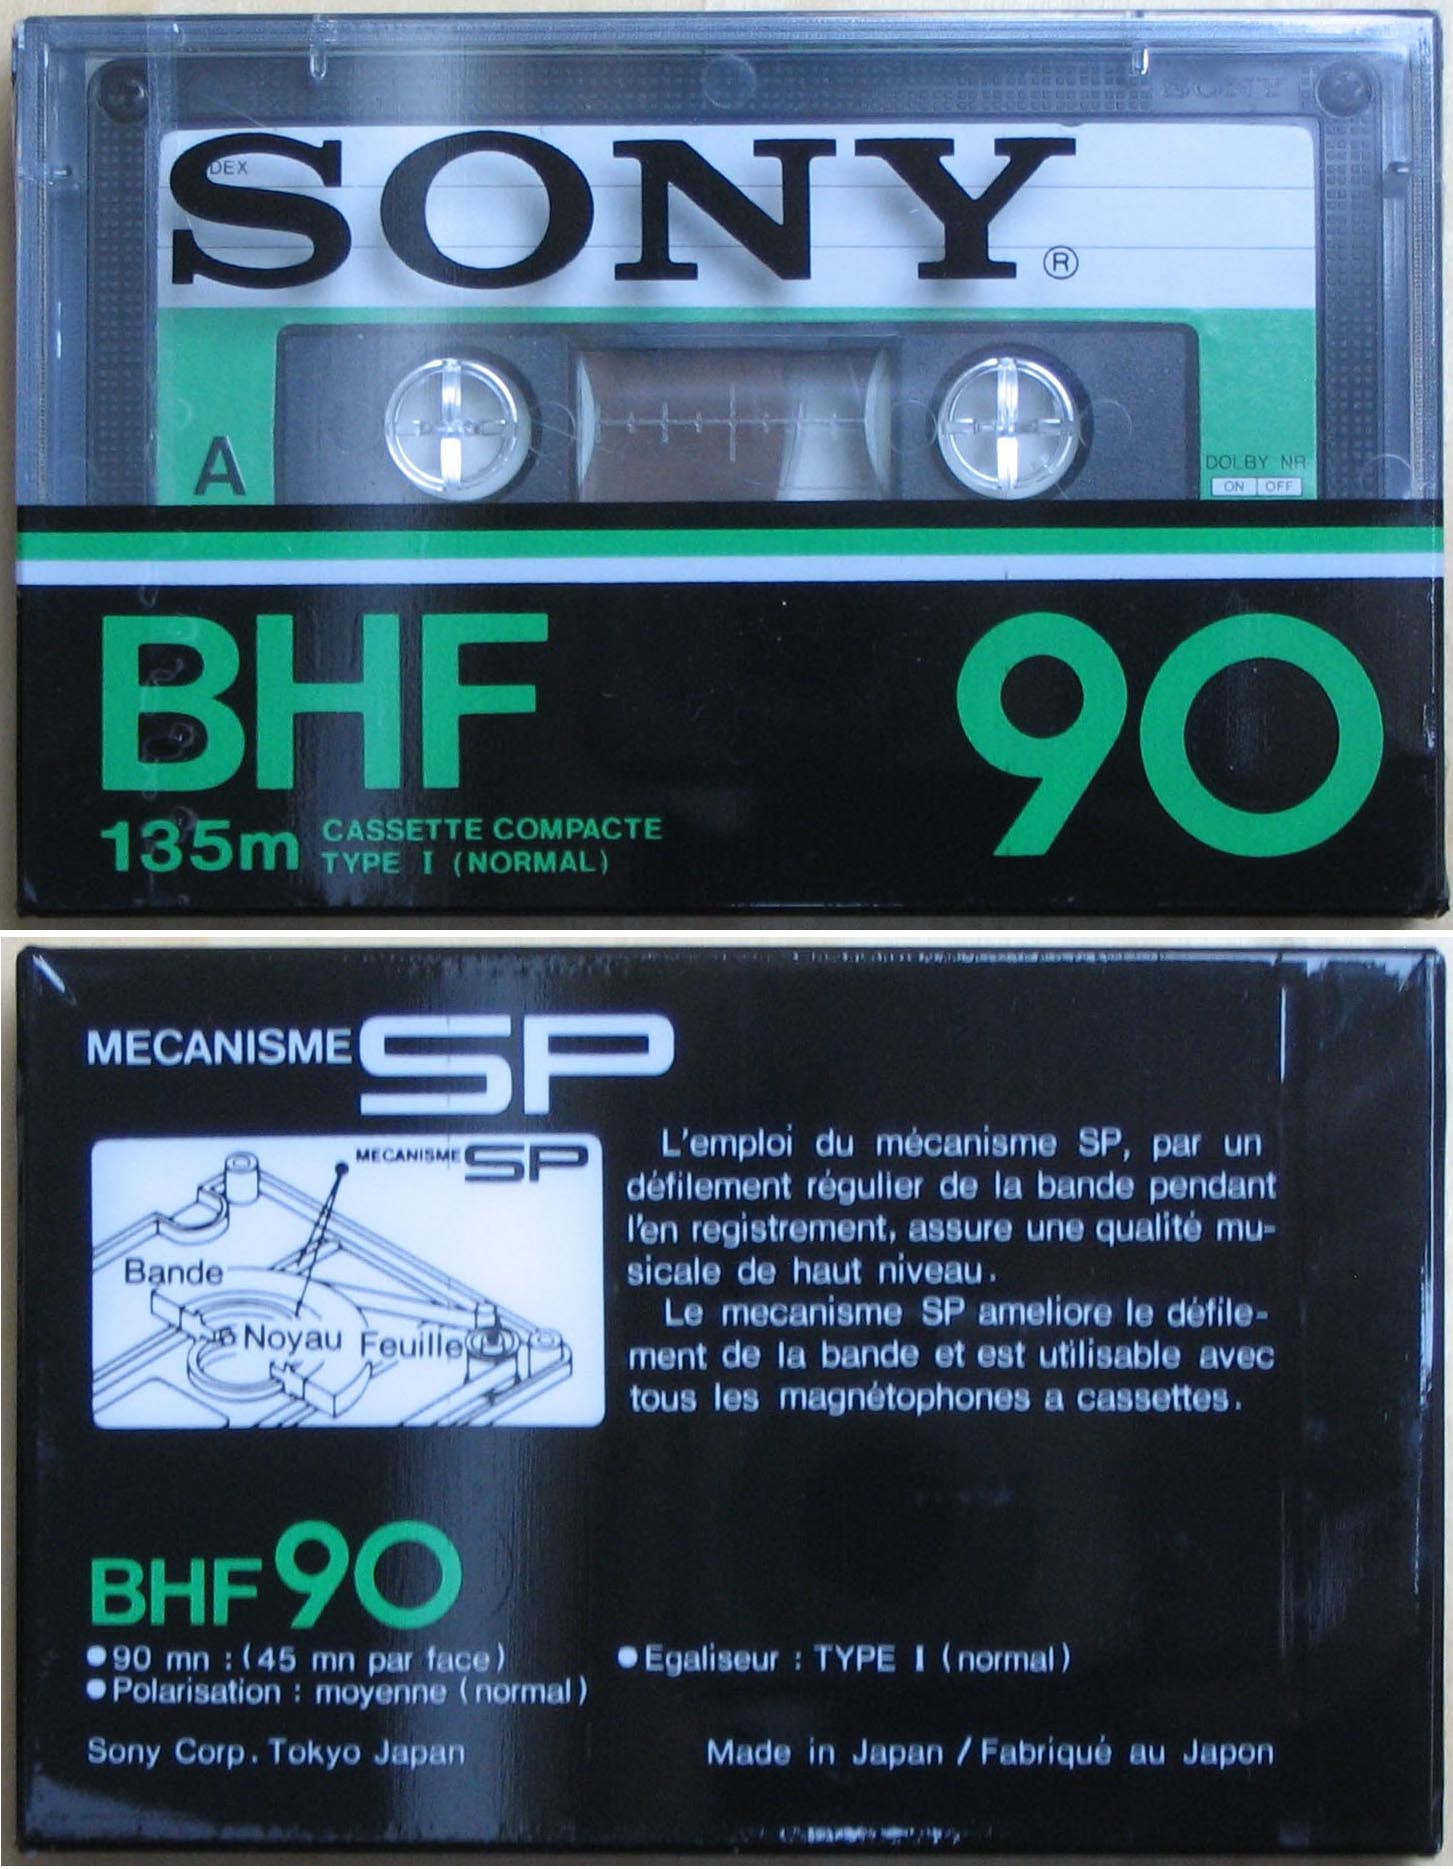 SONY
SONY®
A
DOLBY NR
ON OFF
BHF 90
135m CASSETTE COMPACTE
TYPE I (NORMAL)
MECANISME SP
MECANISME SP
Bande
Noyau Feuille
L'emploi du mécanisme SP, par un
défilement régulier de la bande pendant
l'en registrement, assure une qualité mu-
sicale de haut niveau.
Le mecanisme SP ameliore le défile-
ment de la bande et est utilisable avec
tous les magnétophones a cassettes.
BHF 90
●90 mn : (45 mn par face)
●Polarisation : moyenne (normal)
●Egaliseur : TYPE I (normal)
Sony Corp. Tokyo Japan
Made in Japan / Fabriqué au Japon